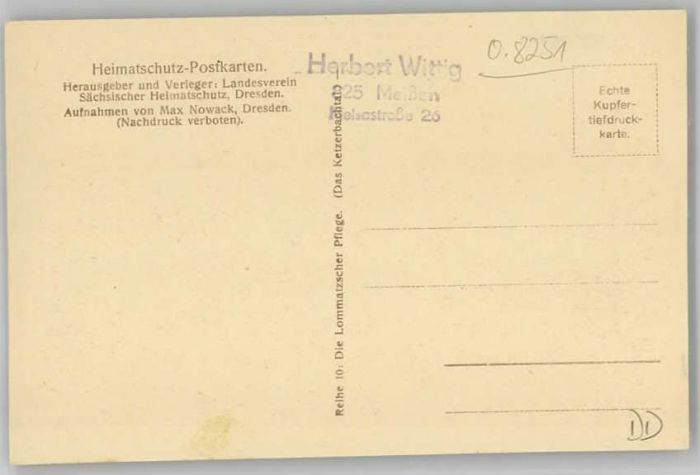 Heimatschutz-Postkarten.
Herausgeber und Verleger: Landesverein
Sächsischer Heimatschutz, Dresden.
Aufnahmen von Max Nowack, Dresden.
(Nachdruck verboten).
Herbert Wittig
825 Meißen
26
0.8251
Echte
Kupfer-
tiefdruck-
karte.
Reihe 10: Die Lommatzscher Pflege. (Das Ketzerbachtal)